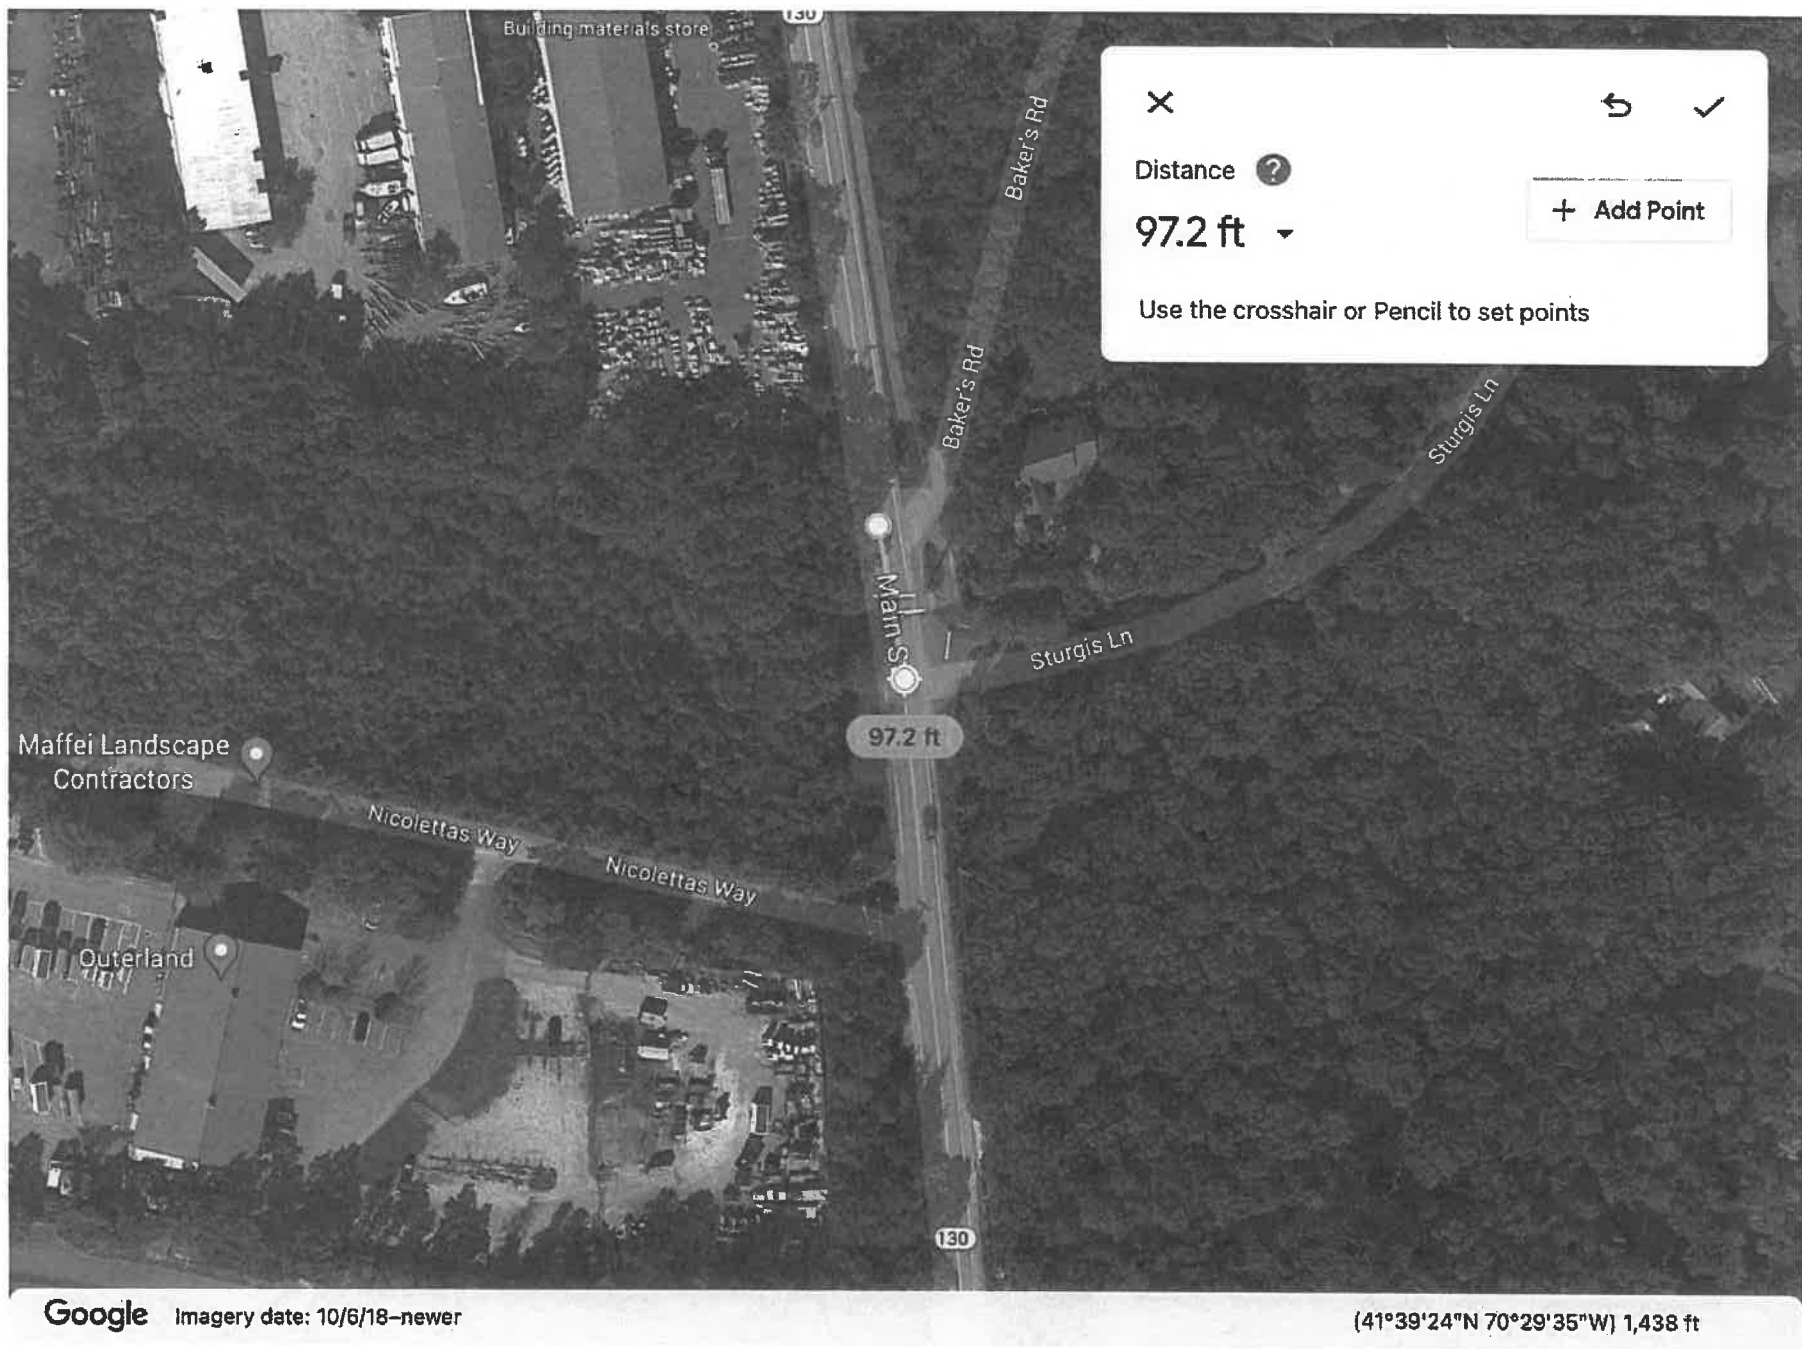 130
Building materials store
Baker's Rd
Distance ?
97.2 ft
+ Add Point
Use the crosshair or Pencil to set points
Baker's Rd
Sturgis Ln
Main S
Sturgis Ln
97.2 ft
Maffei Landscape
Contractors
Nicolettas Way
Nicolettas Way
Outerland
130
Google Imagery date: 10/6/18–newer
(41°39'24"N 70°29'35"W) 1,438 ft